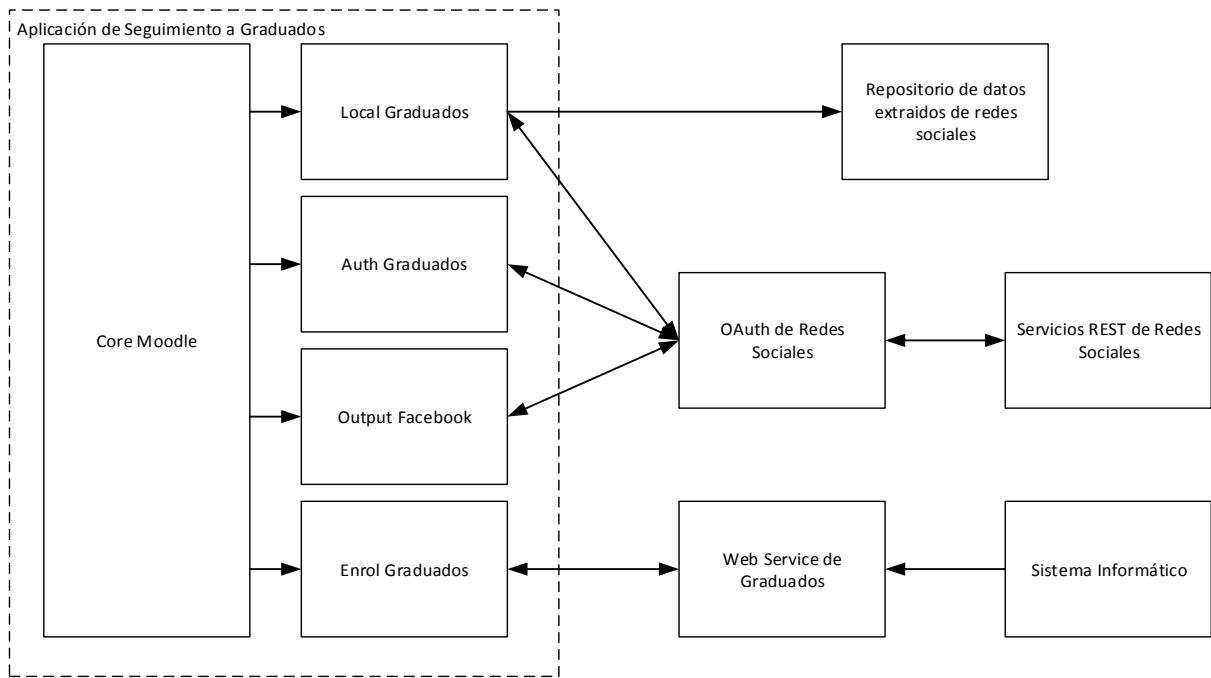 Aplicación de Seguimiento a Graduados
Core Moodle
Local Graduados
Auth Graduados
Output Facebook
Enrol Graduados
Repositorio de datos
extraidos de redes
sociales
OAuth de Redes
Sociales
Servicios REST de Redes
Sociales
Web Service de
Graduados
Sistema Informático